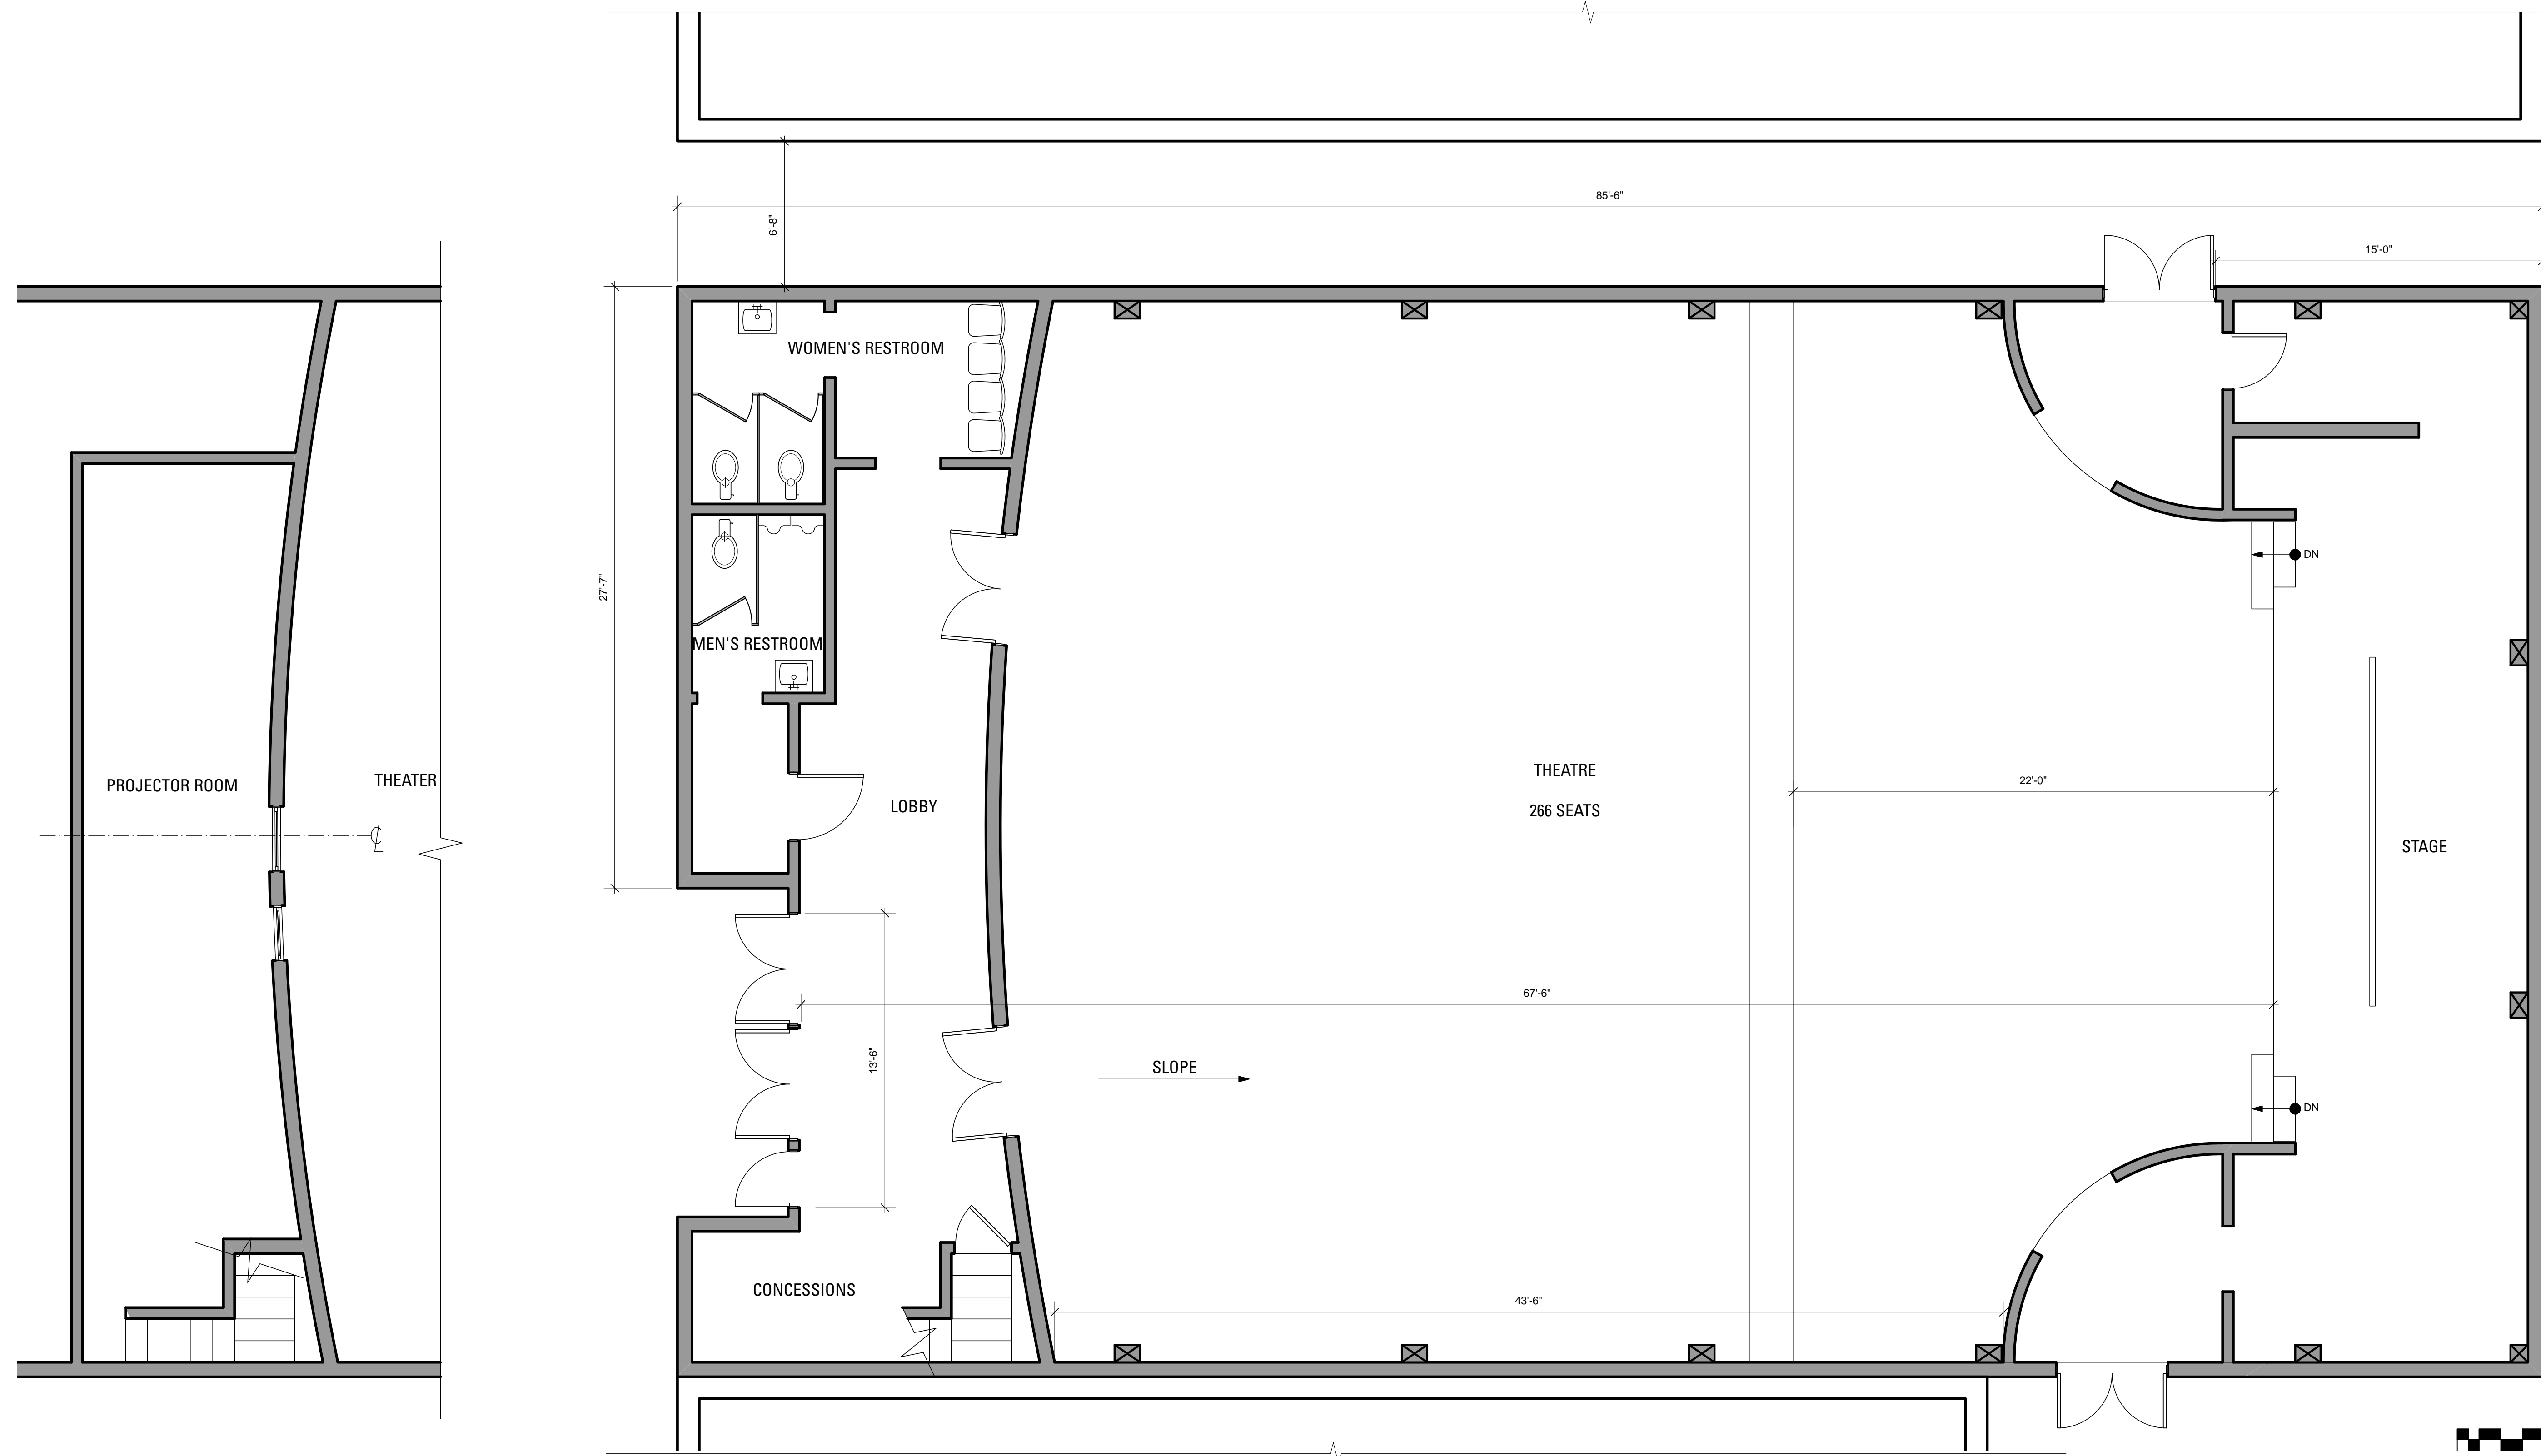 85'-6"
6'-8"
15'-0"
WOMEN'S RESTROOM
27'-7"
DN
MEN'S RESTROOM
PROJECTOR ROOM
THEATER
LOBBY
THEATRE
266 SEATS
22'-0"
STAGE
67'-6"
13'-6"
SLOPE
DN
CONCESSIONS
43'-6"